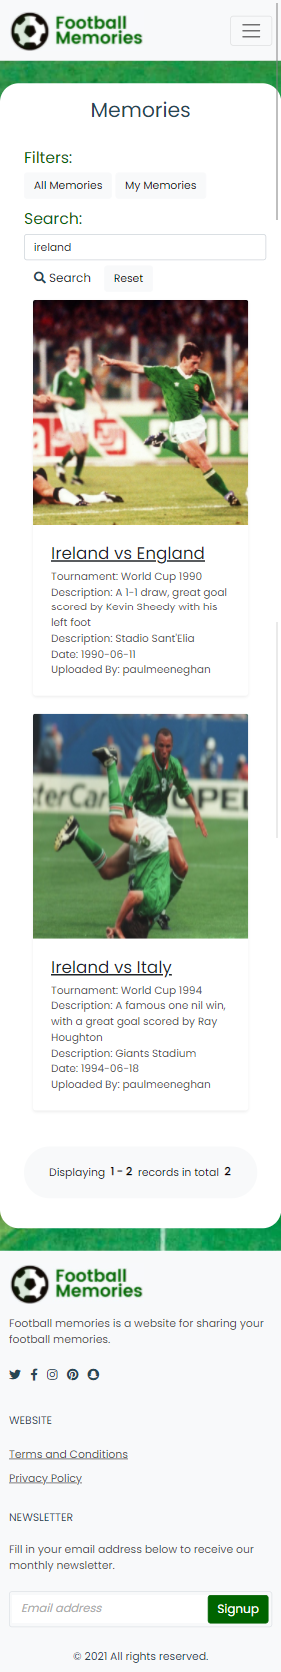 Football
Memories
Memories
Filters:
All Memories My Memories
Search:
ireland
Search Reset
Ireland vs England
Tournament: World Cup 1990
Description: A 1-1 draw, great goal
scored by Kevin Sheedy with his
left foot
Description: Stadio Sant'Elia
Date: 1990-06-11
Uploaded By: paulmeeneghan
terCar OPEL
Ireland vs Italy
Tournament: World Cup 1994
Description: A famous one nil win,
with a great goal scored by Ray
Houghton
Description: Giants Stadium
Date: 1994-06-18
Uploaded By: paulmeeneghan
Displaying 1 - 2 records in total 2
Football
Memories
Football memories is a website for sharing your
football memories.
WEBSITE
Terms and Conditions
Privacy Policy
NEWSLETTER
Fill in your email address below to receive our
monthly newsletter.
Email address Signup
© 2021 All rights reserved.